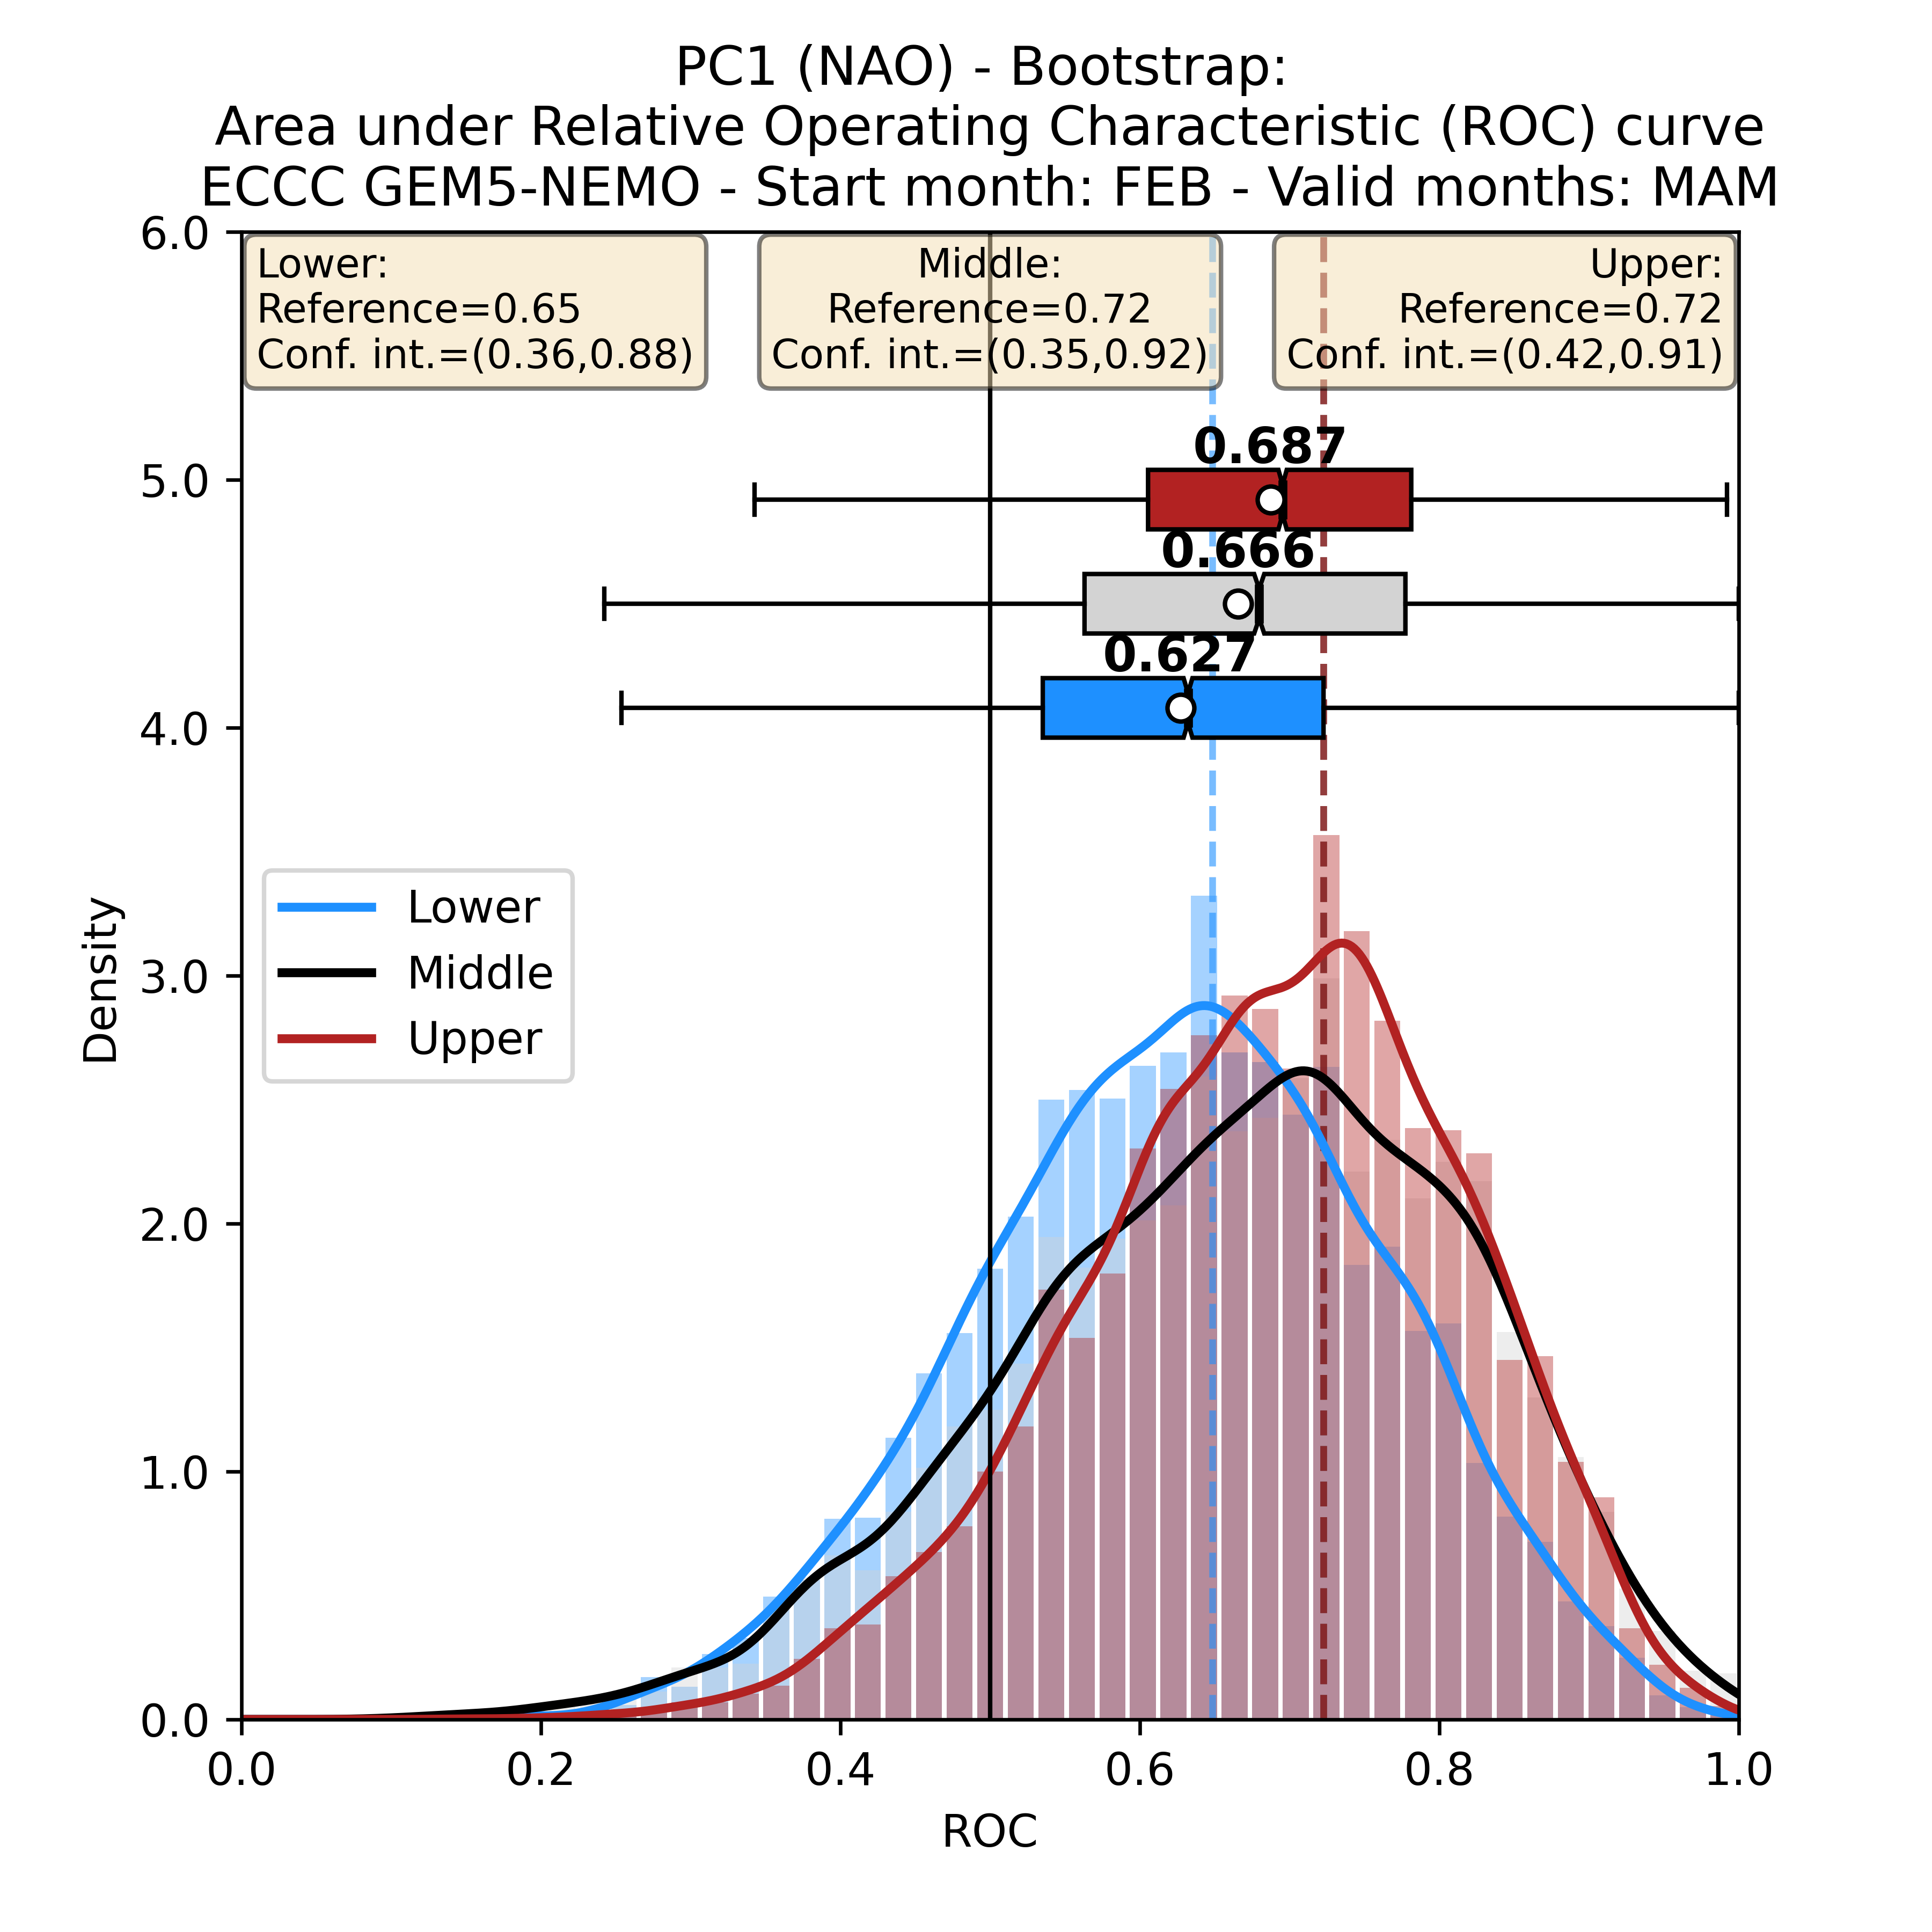 PC1 (NAO) - Bootstrap:
Area under Relative Operating Characteristic (ROC) curve
ECCC GEM5-NEMO - Start month: FEB - Valid months: MAM
6.0
Lower:
Reference=0.65
Conf. int.=(0.36,0.88)
Middle:
Reference=0.72
Conf. int.=(0.35,0.92)
Upper:
Reference=0.72
Conf. int.=(0.42,0.91)
0.687
5.0
0.666
0.627
4.0
Lower
Middle
Upper
Density
3.0
2.0
1.0
0.0
0.0
0.2
0.4
0.6
0.8
1.0
ROC